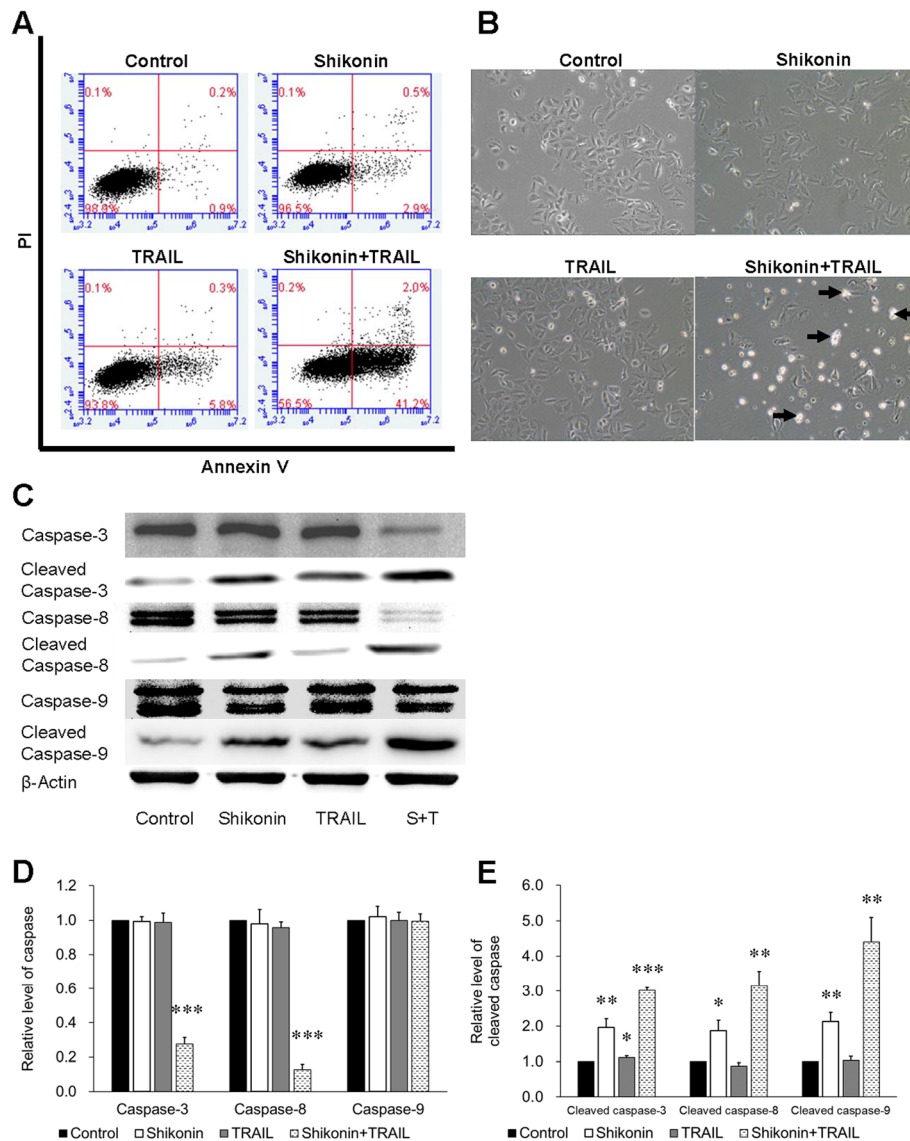 A
Control
Shikonin
0.1%
0.2%
98.9%
0.9%
0.1%
0.5%
96.5%
2.9%
TRAIL
Shikonin+TRAIL
0.1%
0.3%
93.8%
5.8%
0.2%
2.0%
56.5%
41.2%
PI
Annexin V
B
Control
Shikonin
TRAIL
Shikonin+TRAIL
C
Caspase-3
Cleaved
Caspase-3
Caspase-8
Cleaved
Caspase-8
Caspase-9
Cleaved
Caspase-9
β-Actin
Control Shikonin TRAIL S+T
D
Relative level of caspase
1.2
1.0
0.8
0.6
0.4
0.2
0.0
***
***
Caspase-3 Caspase-8 Caspase-9
Control Shikonin TRAIL Shikonin+TRAIL
E
Relative level of
cleaved caspase
6.0
5.0
4.0
3.0
2.0
1.0
0.0
**
*
***
*
**
**
**
Cleaved caspase-3 Cleaved caspase-8 Cleaved caspase-9
Control Shikonin TRAIL Shikonin+TRAIL